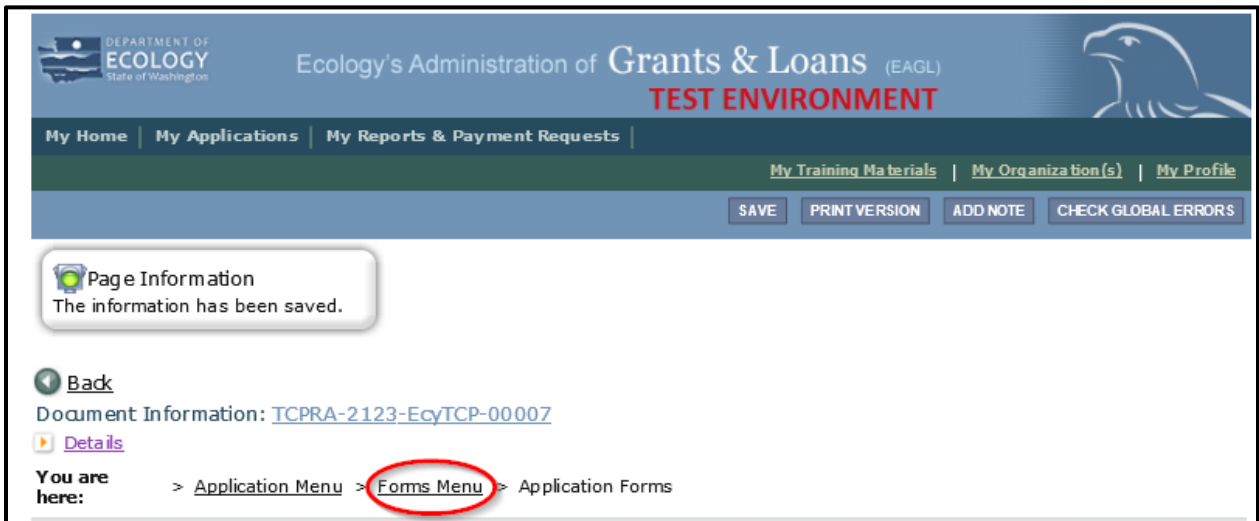 DEPARTMENT OF
ECOLOGY
State of Washington
Ecology's Administration of Grants & Loans (EAGL)
TEST ENVIRONMENT
My Home | My Applications | My Reports & Payment Requests |
My Training Materials | My Organization(s) | My Profile
SAVE PRINT VERSION ADD NOTE CHECK GLOBAL ERRORS
Page Information
The information has been saved.
Back
Document Information: TCPRA-2123-EcyTCP-00007
Details
You are here: > Application Menu > Forms Menu > Application Forms